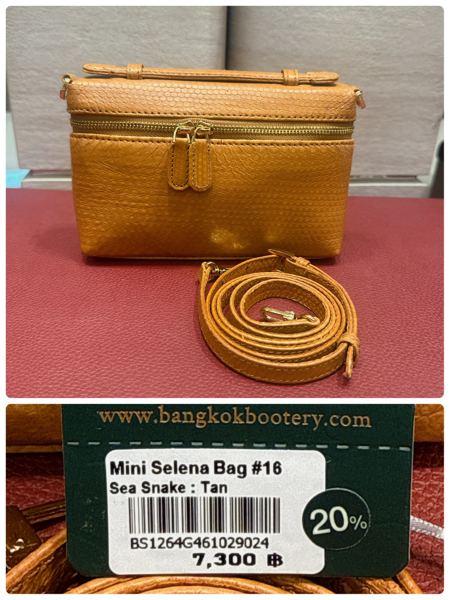 www.bangkokbootery.com
Mini Selena Bag #16
Sea Snake : Tan
BS1264G461029024
7,300 ฿
20%